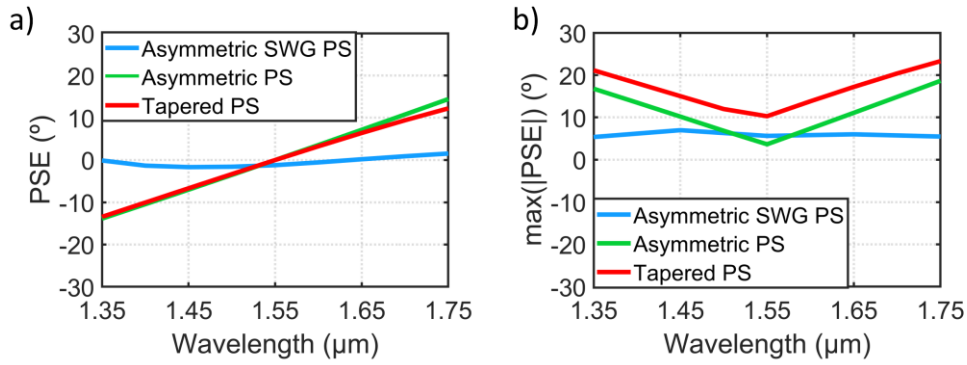 a)
30
20
10
0
-10
-20
-30
PSE (º)
Asymmetric SWG PS
Asymmetric PS
Tapered PS
1.35
1.45
1.55
1.65
1.75
Wavelength (µm)
b)
30
20
10
0
-10
-20
-30
max(|PSE|) (º)
Asymmetric SWG PS
Asymmetric PS
Tapered PS
1.35
1.45
1.55
1.65
1.75
Wavelength (µm)